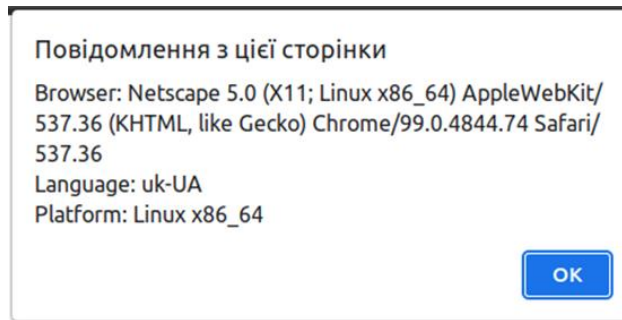 Повідомлення з цієї сторінки
Browser: Netscape 5.0 (X11; Linux x86_64) AppleWebKit/
537.36 (KHTML, like Gecko) Chrome/99.0.4844.74 Safari/
537.36
Language: uk-UA
Platform: Linux x86_64
ОК